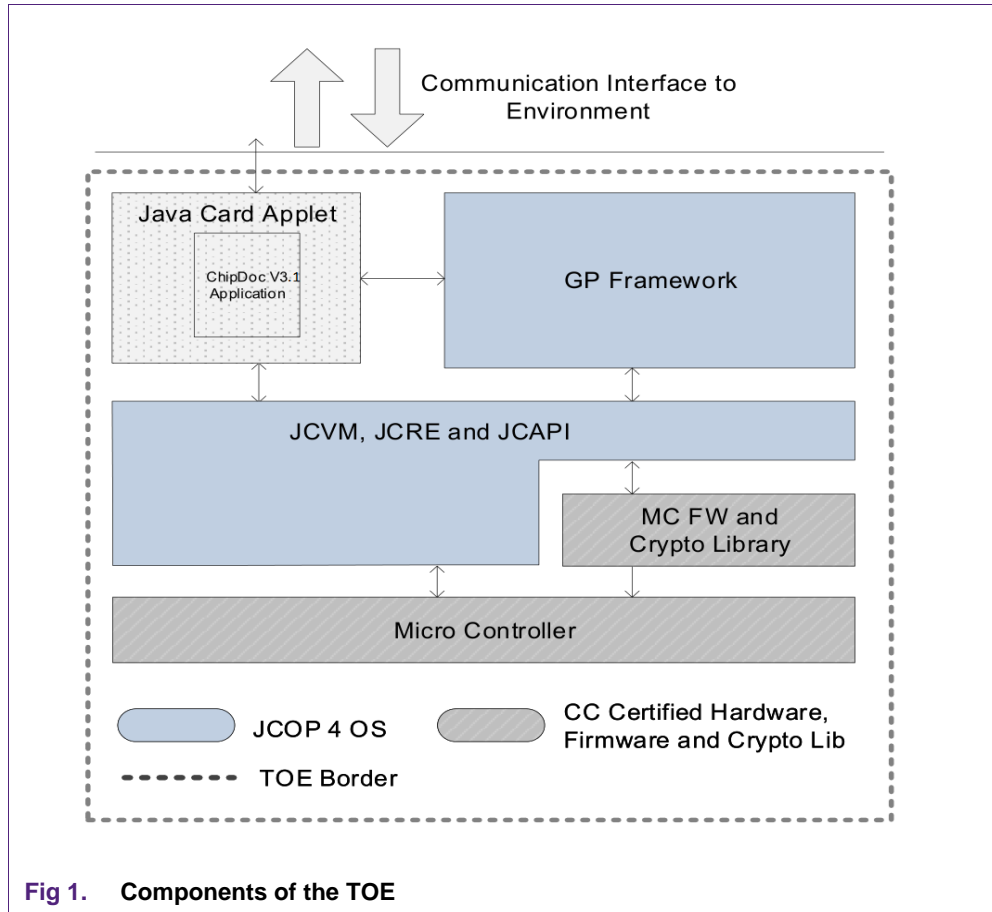 Communication Interface to
Environment
Java Card Applet
ChipDoc V3.1
Application
GP Framework
JCVM, JCRE and JCAPI
MC FW and
Crypto Library
Micro Controller
JCOP 4 OS
CC Certified Hardware,
Firmware and Crypto Lib
TOE Border
Fig 1. Components of the TOE